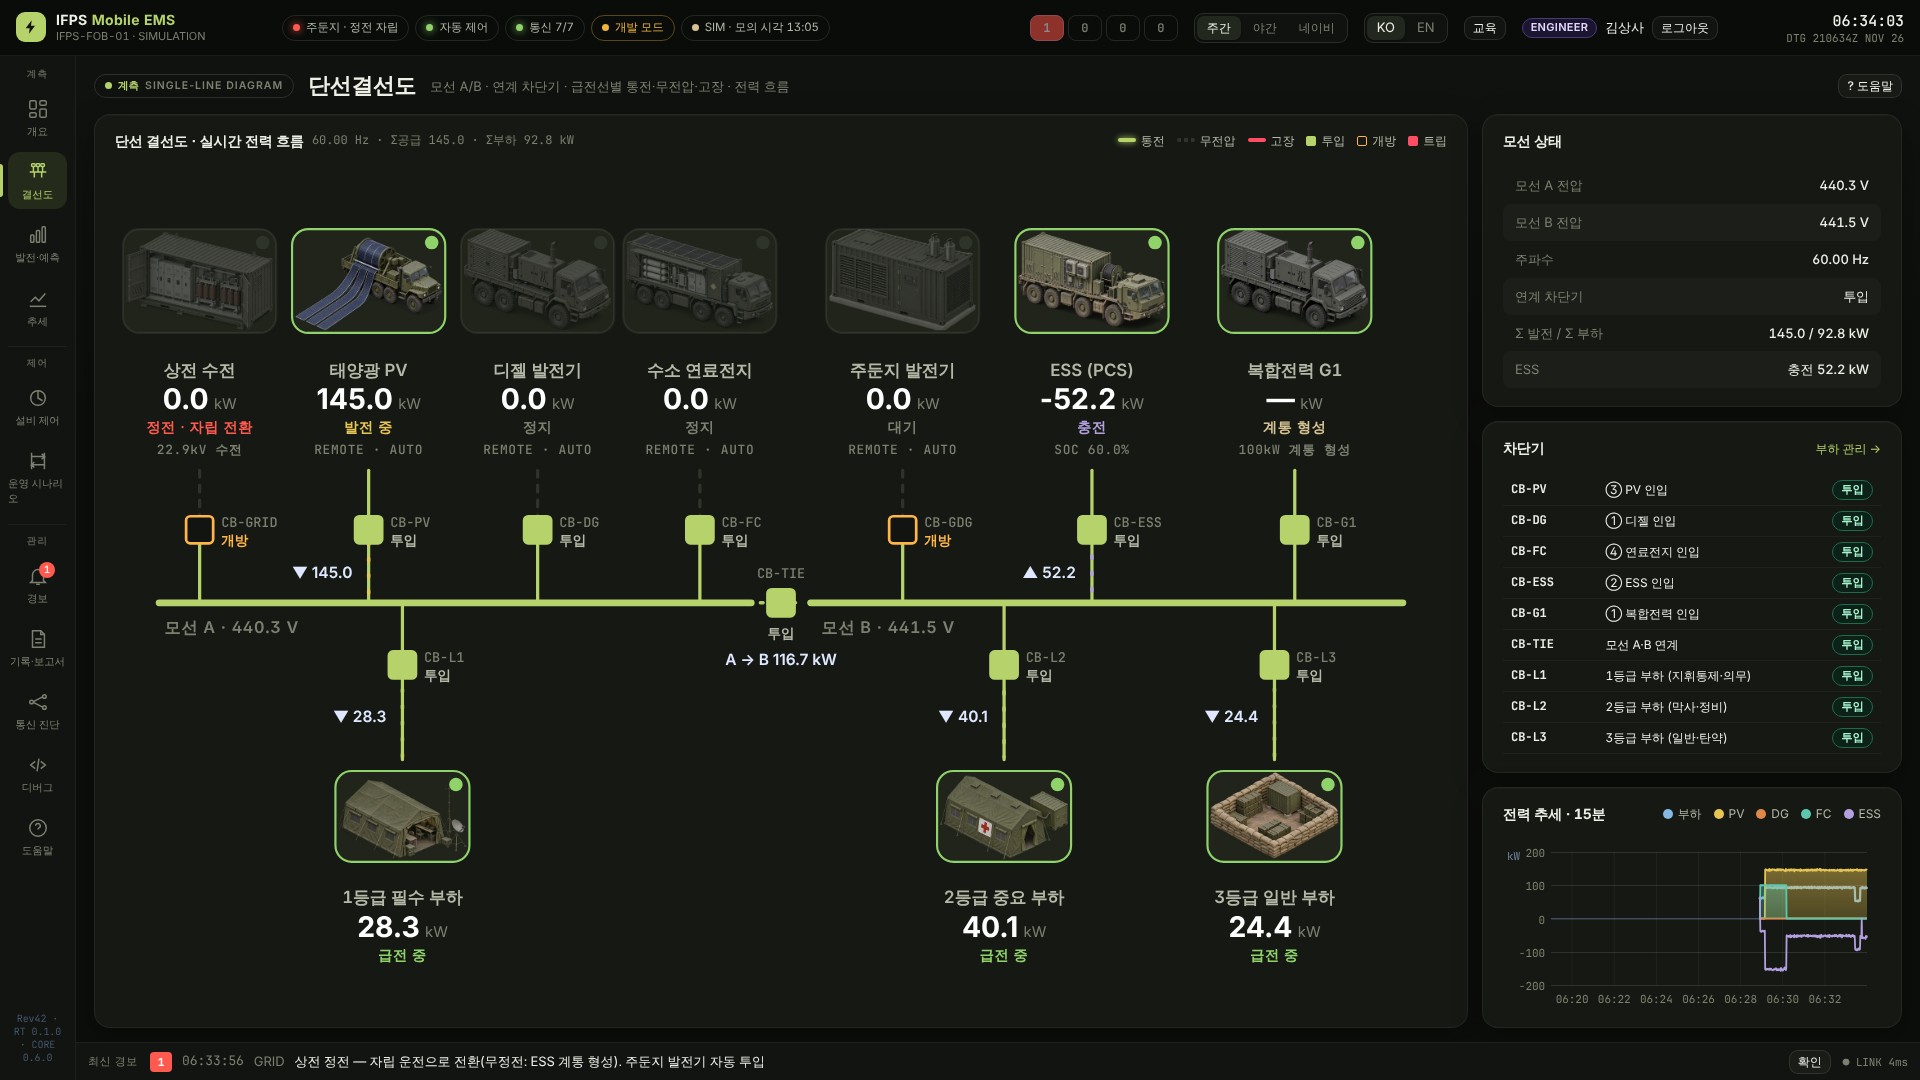 IFPS Mobile EMS
IFPS-FOB-01 · SIMULATION
주둔지 · 정전 자립
자동 제어
통신 7/7
개발 모드
SIM · 모의 시각 13:05
1 0 0 0
주간 야간 네이비
KO EN
교육
ENGINEER 김상사 로그아웃
06:34:03
DTG 210634Z NOV 26
계측
개요
결선도
발전·예측
추세
제어
설비 제어
운영 시나리
오
관리
1
경보
기록·보고서
통신 진단
디버그
도움말
Rev42 ·
RT 0.1.0
· CORE
0.6.0
계측 SINGLE-LINE DIAGRAM
단선결선도
모선 A/B · 연계 차단기 · 급전선별 통전·무전압·고장 · 전력 흐름
? 도움말
단선 결선도 · 실시간 전력 흐름 60.00 Hz · Σ공급 145.0 · Σ부하 92.8 kW
통전 무전압 고장 투입 개방 트립
상전 수전
0.0 kW
정전 · 자립 전환
22.9kV 수전
태양광 PV
145.0 kW
발전 중
REMOTE · AUTO
디젤 발전기
0.0 kW
정지
REMOTE · AUTO
수소 연료전지
0.0 kW
정지
REMOTE · AUTO
주둔지 발전기
0.0 kW
대기
REMOTE · AUTO
ESS (PCS)
-52.2 kW
충전
SOC 60.0%
복합전력 G1
— kW
계통 형성
100kW 계통 형성
CB-GRID
개방
CB-PV
투입
CB-DG
투입
CB-FC
투입
CB-GDG
개방
CB-ESS
투입
CB-G1
투입
▼ 145.0
▲ 52.2
CB-TIE
투입
A → B 116.7 kW
모선 A · 440.3 V
모선 B · 441.5 V
CB-L1
투입
CB-L2
투입
CB-L3
투입
▼ 28.3
▼ 40.1
▼ 24.4
1등급 필수 부하
28.3 kW
급전 중
2등급 중요 부하
40.1 kW
급전 중
3등급 일반 부하
24.4 kW
급전 중
모선 상태
모선 A 전압 440.3 V
모선 B 전압 441.5 V
주파수 60.00 Hz
연계 차단기 투입
Σ 발전 / Σ 부하 145.0 / 92.8 kW
ESS 충전 52.2 kW
차단기 부하 관리 →
CB-PV ③ PV 인입 투입
CB-DG ① 디젤 인입 투입
CB-FC ④ 연료전지 인입 투입
CB-ESS ② ESS 인입 투입
CB-G1 ① 복합전력 인입 투입
CB-TIE 모선 A·B 연계 투입
CB-L1 1등급 부하 (지휘통제·의무) 투입
CB-L2 2등급 부하 (막사·정비) 투입
CB-L3 3등급 부하 (일반·탄약) 투입
전력 추세 · 15분 부하 PV DG FC ESS
kW 200
100
0
-100
-200
06:20 06:22 06:24 06:26 06:28 06:30 06:32
최신 경보 1 06:33:56 GRID 상전 정전 — 자립 운전으로 전환(무정전: ESS 계통 형성). 주둔지 발전기 자동 투입
확인 LINK 4ms